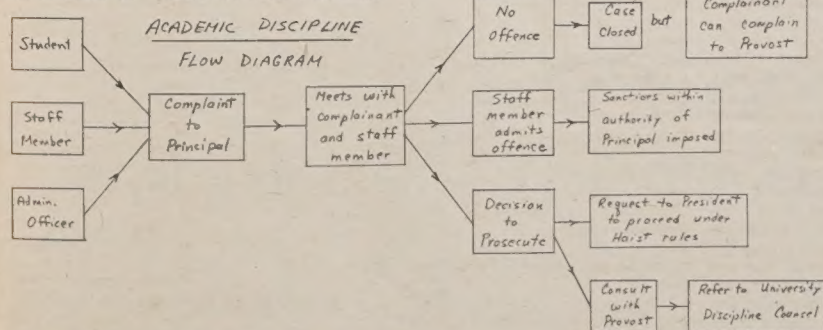 ACADEMIC DISCIPLINE
FLOW DIAGRAM
Student
Staff
Member
Admin.
Officer
Complaint
to
Principal
Meets with
complainant
and staff
member
No
Offence
Case
Closed
but
Complainant
can complain
to Provost
Staff
member
admits
offence
Sanctions within
authority of
Principal imposed
Decision
to
Prosecute
Request to President
to proceed under
Haist rules
Consult
with
Provost
Refer to University
Discipline Councel